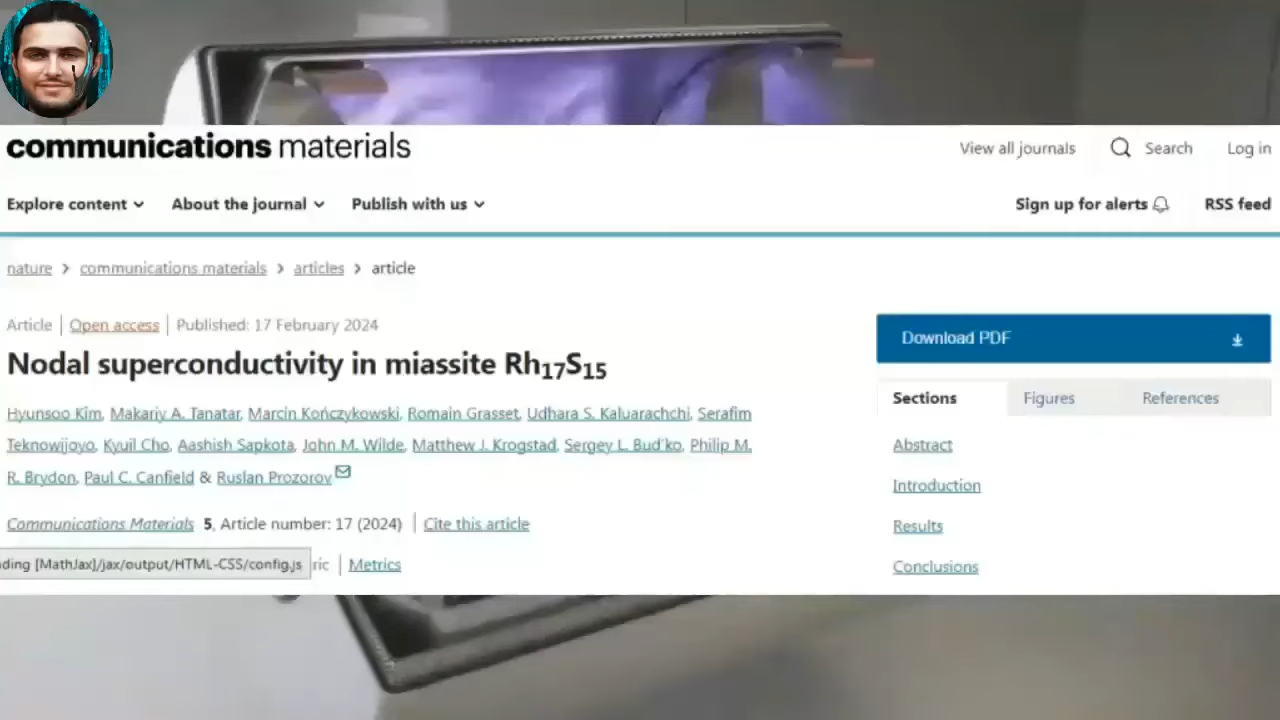 communications materials
View all journals Search Log in
Explore content About the journal Publish with us
Sign up for alerts RSS feed
nature > communications materials > articles > article
Article | Open access | Published: 17 February 2024
Nodal superconductivity in miassite Rh17S15
Hyunsoo Kim, Makariy A. Tanatar, Marcin Kończykowski, Romain Grasset, Udhara S. Kaluarachchi, Serafim
Teknowijoyo, Kyuil Cho, Aashish Sapkota, John M. Wilde, Matthew J. Krogstad, Sergey L. Bud'ko, Philip M.
R. Brydon, Paul C. Canfield & Ruslan Prozorov
Communications Materials 5, Article number: 17 (2024) | Cite this article
ding [MathJax]/jax/output/HTML-CSS/config.js ric | Metrics
Download PDF
Sections Figures References
Abstract
Introduction
Results
Conclusions